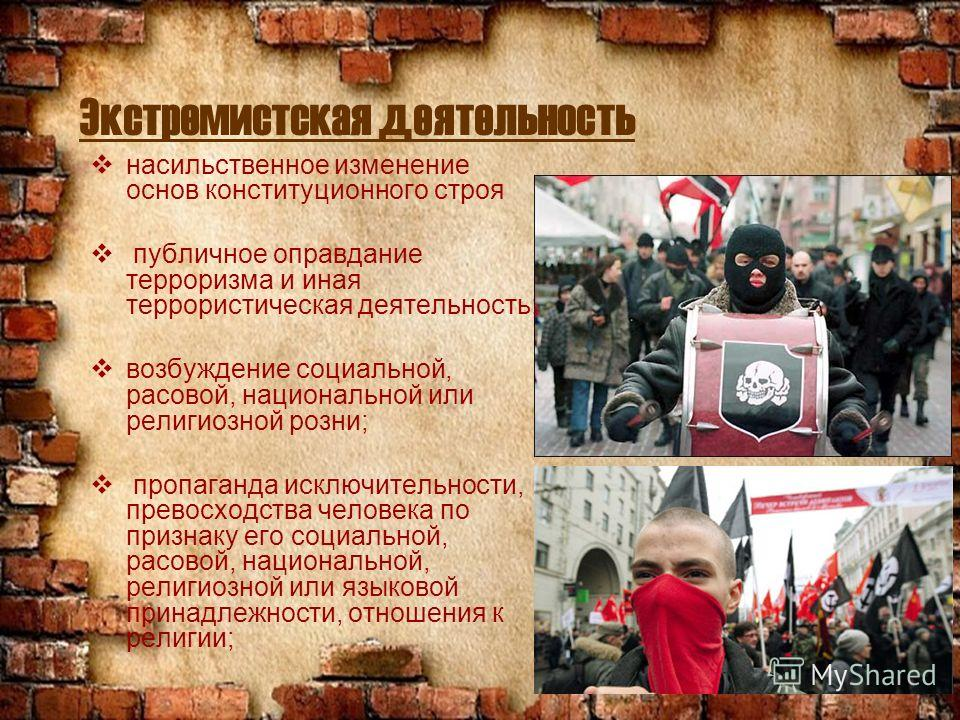 Экстремистская деятельность
❖ насильственное изменение
основ конституционного строя
❖ публичное оправдание
терроризма и иная
террористическая деятельность;
❖ возбуждение социальной,
расовой, национальной или
религиозной розни;
❖ пропаганда исключительности,
превосходства человека по
признаку его социальной,
расовой, национальной,
религиозной или языковой
принадлежности, отношения к
религии;
MyShared